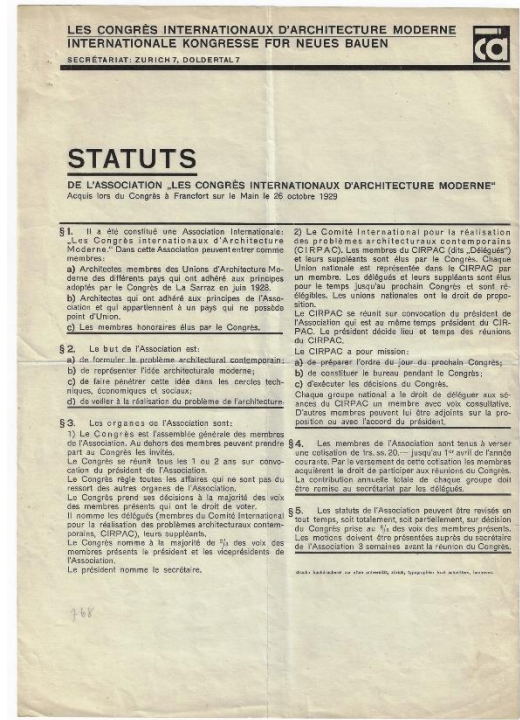 LES CONGRÈS INTERNATIONAUX D'ARCHITECTURE MODERNE
INTERNATIONALE KONGRESSE FÜR NEUES BAUEN
SECRÉTARIAT: ZURICH 7, DOLDERTAL 7
STATUTS
DE L'ASSOCIATION „LES CONGRÈS INTERNATIONAUX D'ARCHITECTURE MODERNE"
Acquis lors du Congrès à Francfort sur le Main le 26 octobre 1929
§ 1. Il a été constitué une Association Internationale:
„Les Congrès internationaux d'Architecture
Moderne." Dans cette Association peuvent entrer comme
membres:
a) Architectes membres des Unions d'Architecture Mo-
derne des différents pays qui ont adhéré aux principes
adoptés par le Congrès de La Sarraz en juin 1928.
b) Architectes qui ont adhéré aux principes de l'Asso-
ciation et qui appartiennent à un pays qui ne possède
point d'Union.
c) Les membres honoraires élus par le Congrès.
§ 2. Le but de l'Association est:
a) de formuler le problème architectural contemporain;
b) de représenter l'idée architecturale moderne;
c) de faire pénétrer cette idée dans les cercles tech-
niques, économiques et sociaux;
d) de veiller à la réalisation du problème de l'architecture.
§ 3. Les organes de l'Association sont:
1) Le Congrès est l'assemblée générale des membres
de l'Association. Au dehors des membres peuvent prendre
part au Congrès les invités.
Le Congrès se réunit tous les 1 ou 2 ans sur convo-
cation du président de l'Association.
Le Congrès règle toutes les affaires qui ne sont pas du
ressort des autres organes de l'Association.
Le Congrès prend ses décisions à la majorité des voix
des membres présents qui ont le droit de voter.
Il nomme les délégués (membres du Comité International
pour la réalisation des problèmes architecturaux contem-
porains, CIRPAC), leurs suppléants.
Le Congrès nomme à la majorité de ²/₃ des voix des
membres présents le président et les viceprésidents de
l'Association.
Le président nomme le secrétaire.
2) Le Comité International pour la réalisation
des problèmes architecturaux contemporains
(CIRPAC). Les membres du CIRPAC (dits „Délégués")
et leurs suppléants sont élus par le Congrès. Chaque
Union nationale est représentée dans le CIRPAC par
un membre. Les délégués et leurs suppléants sont élus
pour le temps jusqu'au prochain Congrès et sont ré-
éligibles. Les unions nationales ont le droit de propo-
sition.
Le CIRPAC se réunit sur convocation du président de
l'Association qui est au même temps président du CIR-
PAC. Le président décide lieu et temps des réunions
du CIRPAC.
Le CIRPAC a pour mission:
a) de préparer l'ordre du jour du prochain Congrès;
b) de constituer le bureau pendant le Congrès;
c) d'exécuter les décisions du Congrès.
Chaque groupe national a le droit de déléguer aux sé-
ances du CIRPAC un membre avec voix consultative.
D'autres membres peuvent lui être adjoints sur la pro-
position ou avec l'accord du président.
§ 4. Les membres de l'Association sont tenus à verser
une cotisation de frs. ss. 20.— jusqu'au 1er avril de l'année
courante. Par le versement de cette cotisation les membres
acquièrent le droit de participer aux réunions du Congrès.
La contribution annuelle totale de chaque groupe doit
être remise au secrétariat par les délégués.
§ 5. Les statuts de l'Association peuvent être revisés en
tout temps, soit totalement, soit partiellement, sur décision
du Congrès prise au ²/₃ des voix des membres présents.
Les motions doivent être présentées auprès du secrétaire
de l'Association 3 semaines avant la réunion du Congrès.
768